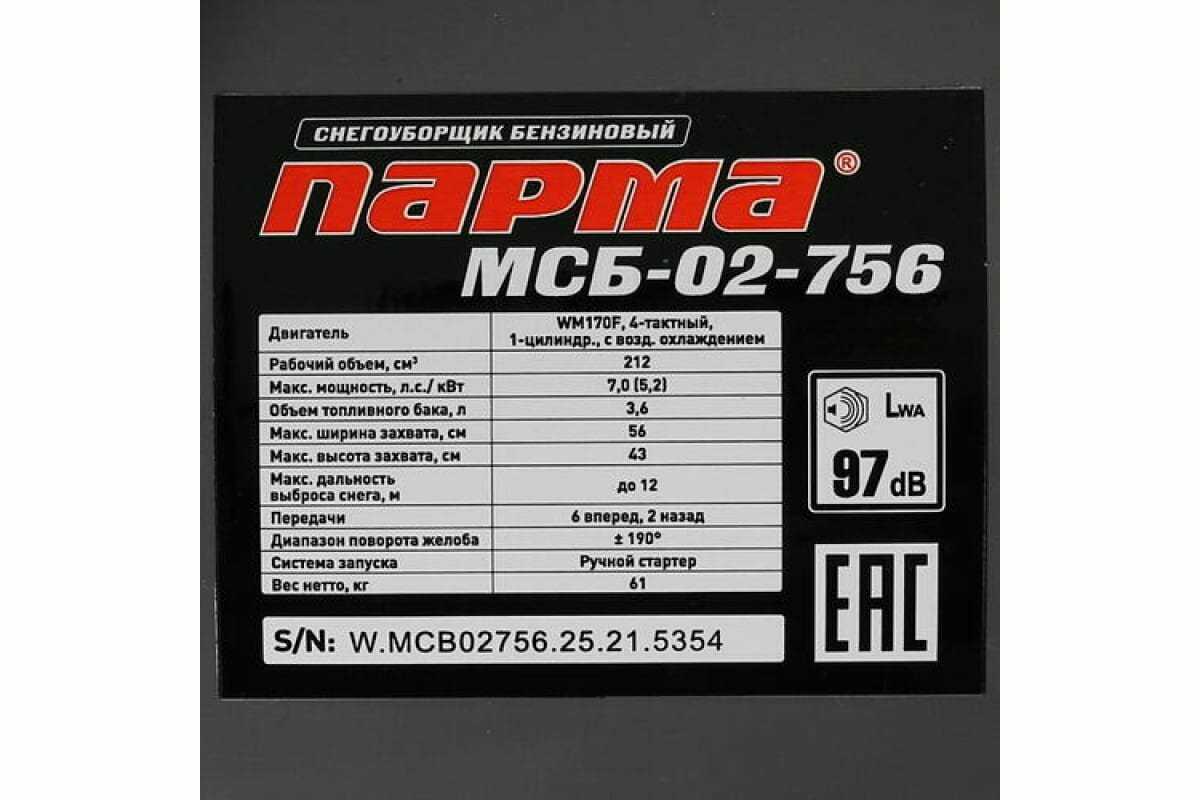 СНЕГОУБОРЩИК БЕНЗИНОВЫЙ
ПАРМА®
МСБ-02-756
Двигатель WM170F, 4-тактный,
1-цилиндр., с возд. охлаждением
Рабочий объем, см³ 212
Макс. мощность, л.с./ кВт 7,0 (5,2)
Объем топливного бака, л 3,6
Макс. ширина захвата, см 56
Макс. высота захвата, см 43
Макс. дальность
выброса снега, м до 12
Передачи 6 вперед, 2 назад
Диапазон поворота желоба ± 190°
Система запуска Ручной стартер
Вес нетто, кг 61
LWA
97 dB
EAC
S/N: W.MCB02756.25.21.5354